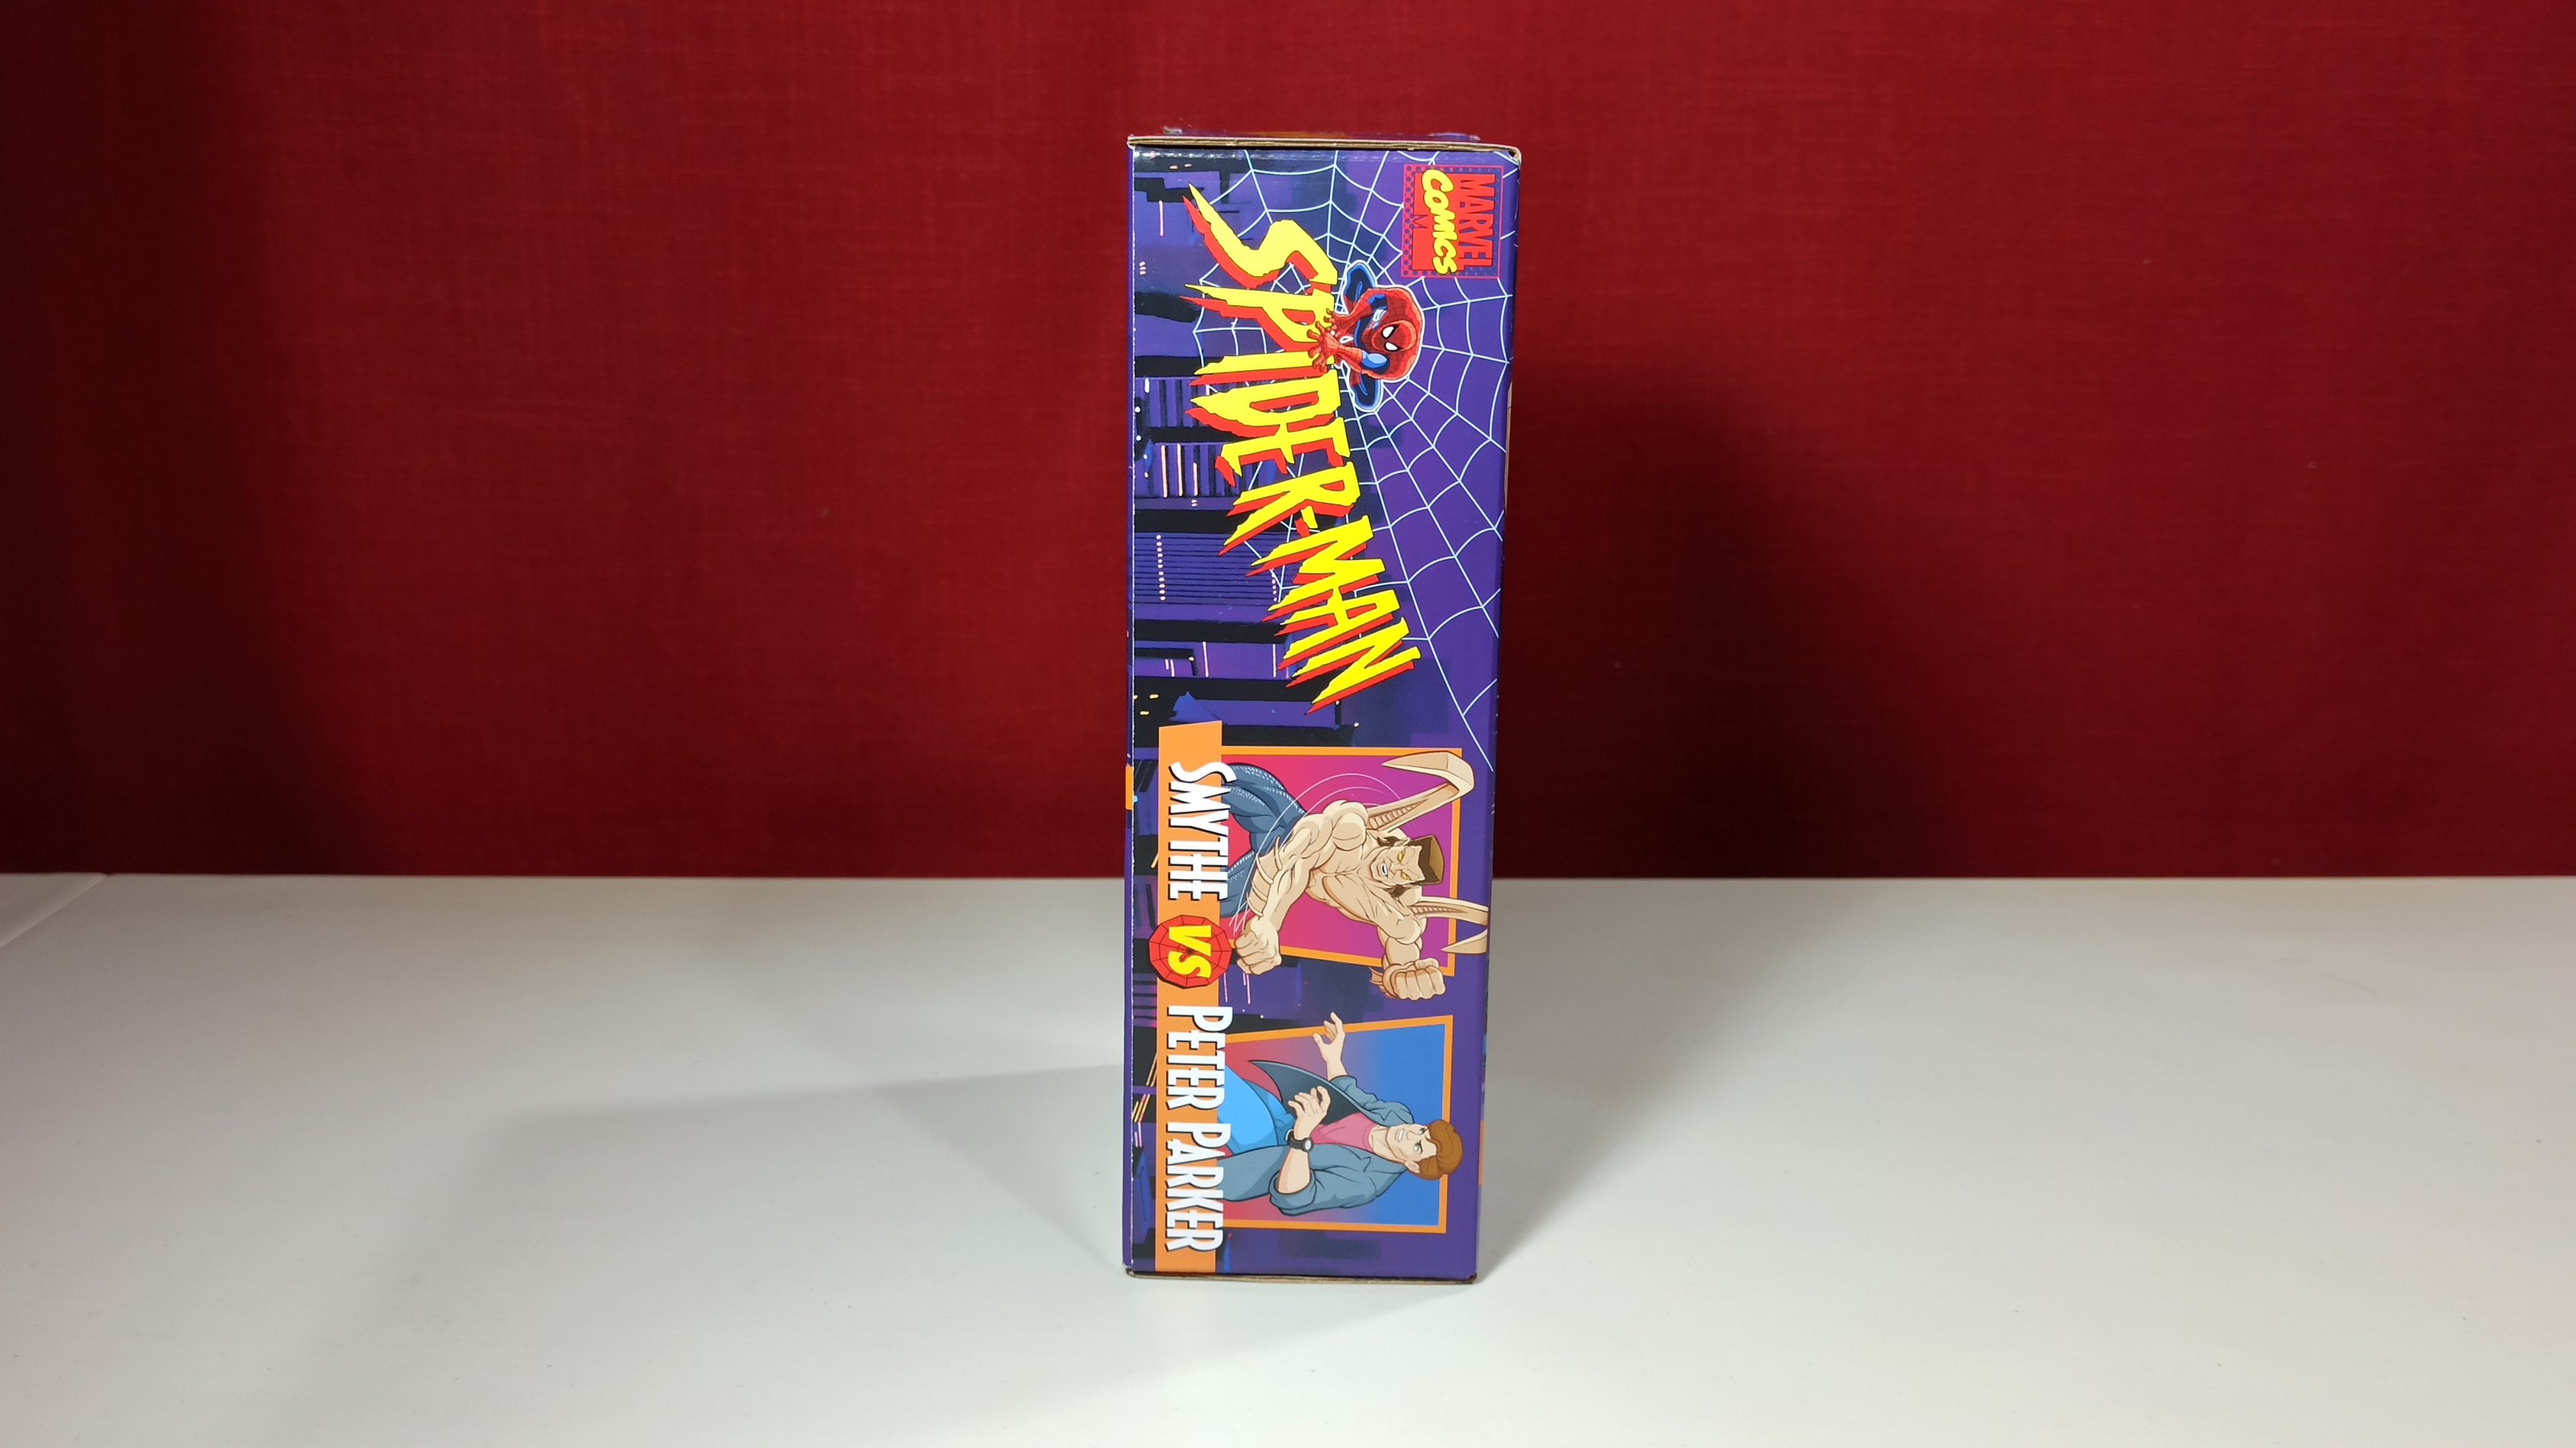 MARVEL
COMICS
M
SPIDER-MAN
SMYTHE VS PETER PARKER